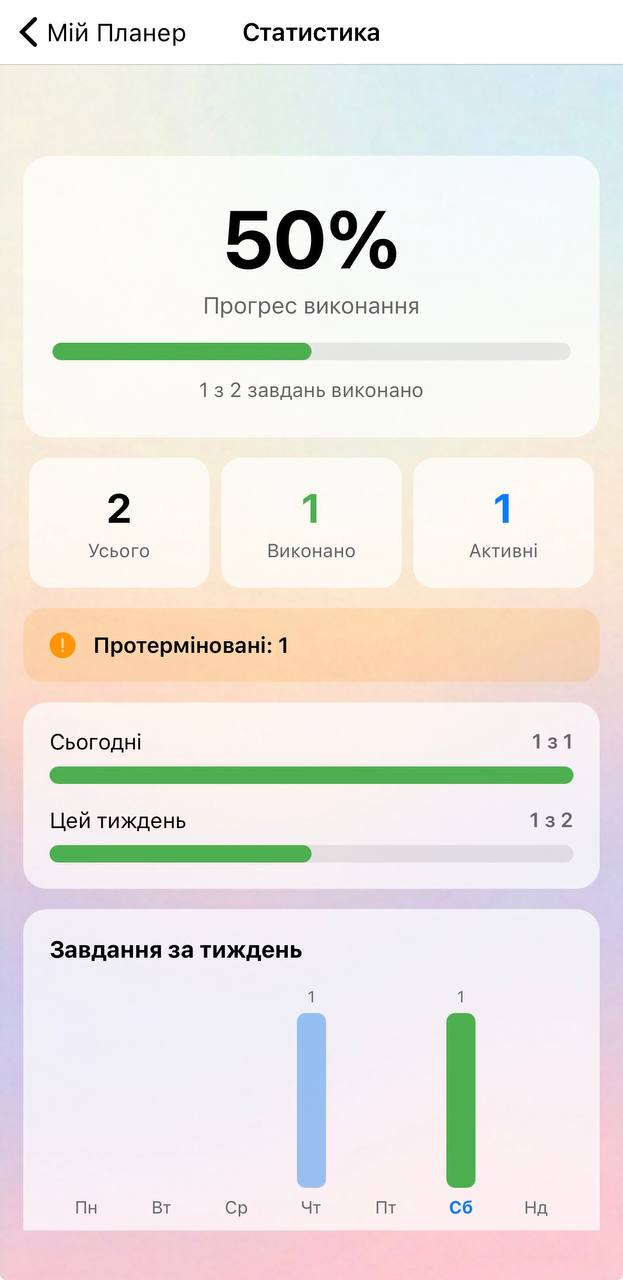 Мій Планер Статистика
50%
Прогрес виконання
1 з 2 завдань виконано
2 1 1
Усього Виконано Активні
! Протерміновані: 1
Сьогодні 1 з 1
Цей тиждень 1 з 2
Завдання за тиждень
1 1
Пн Вт Ср Чт Пт Сб Нд